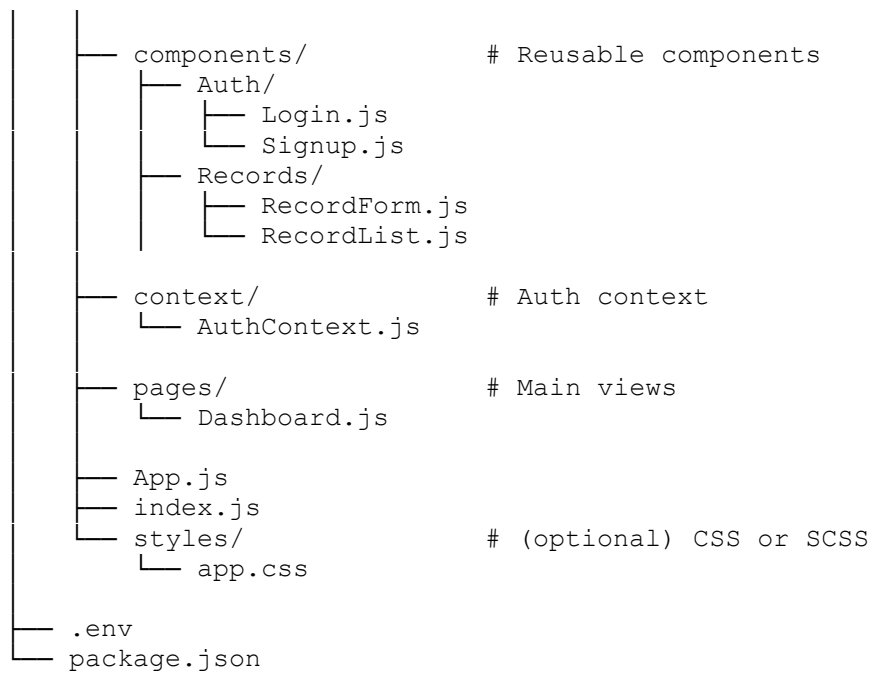 │   │
│   ├── components/           # Reusable components
│   │   ├── Auth/
│   │   │   ├── Login.js
│   │   │   └── Signup.js
│   │   ├── Records/
│   │   │   ├── RecordForm.js
│   │   │   └── RecordList.js
│   │
│   ├── context/              # Auth context
│   │   └── AuthContext.js
│   │
│   ├── pages/                # Main views
│   │   └── Dashboard.js
│   │
│   ├── App.js
│   ├── index.js
│   └── styles/               # (optional) CSS or SCSS
│       └── app.css
│
├── .env
└── package.json